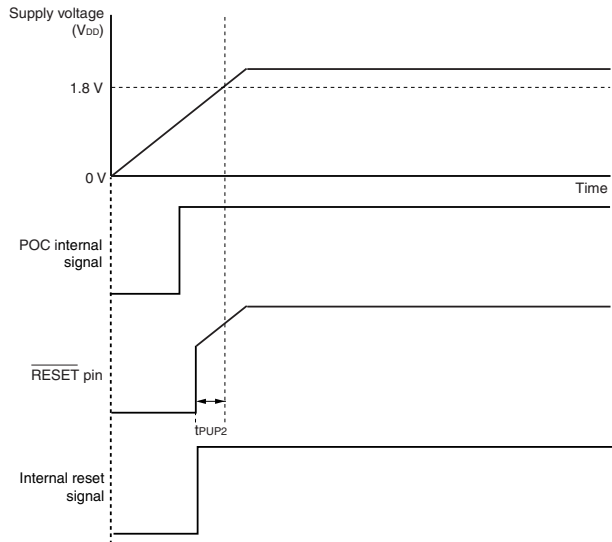 Supply voltage
(VDD)
1.8 V
0 V
Time
POC internal
signal
RESET pin
tPUP2
Internal reset
signal